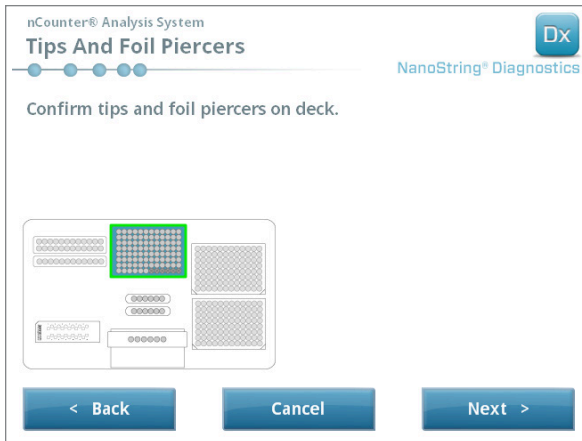 nCounter® Analysis System
Tips And Foil Piercers
Dx
NanoString® Diagnostics
Confirm tips and foil piercers on deck.
< Back
Cancel
Next >